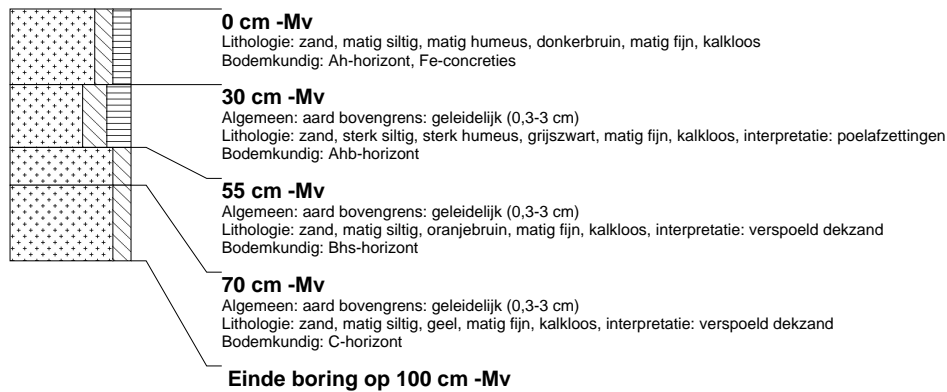 0 cm -Mv
Lithologie: zand, matig siltig, matig humeus, donkerbruin, matig fijn, kalkloos
Bodemkundig: Ah-horizont, Fe-concreties
30 cm -Mv
Algemeen: aard bovengrens: geleidelijk (0,3-3 cm)
Lithologie: zand, sterk siltig, sterk humeus, grijszwart, matig fijn, kalkloos, interpretatie: poelafzettingen
Bodemkundig: Ahb-horizont
55 cm -Mv
Algemeen: aard bovengrens: geleidelijk (0,3-3 cm)
Lithologie: zand, matig siltig, oranjebruin, matig fijn, kalkloos, interpretatie: verspoeld dekzand
Bodemkundig: Bhs-horizont
70 cm -Mv
Algemeen: aard bovengrens: geleidelijk (0,3-3 cm)
Lithologie: zand, matig siltig, geel, matig fijn, kalkloos, interpretatie: verspoeld dekzand
Bodemkundig: C-horizont
Einde boring op 100 cm -Mv